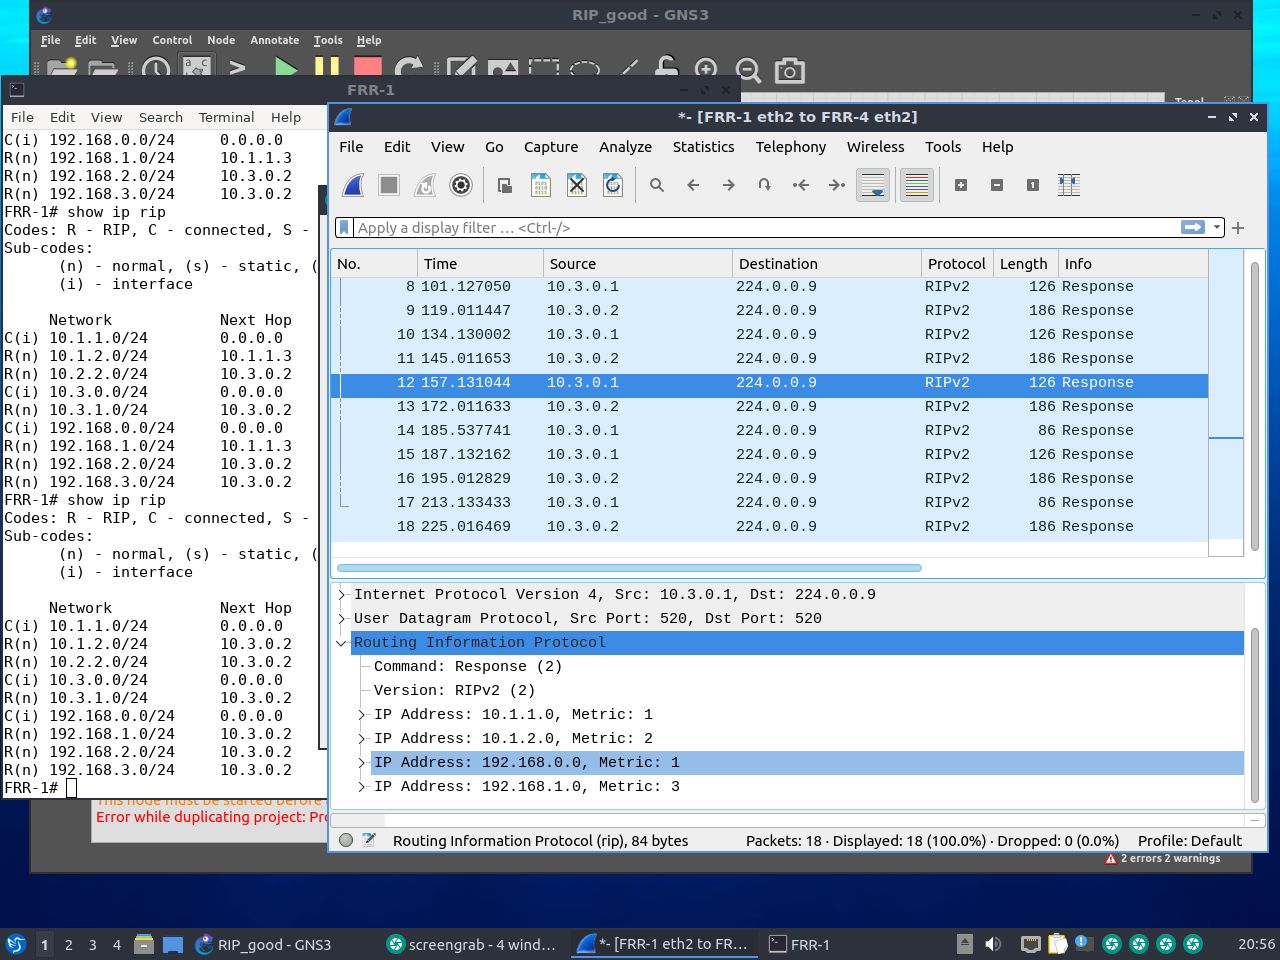 RIP_good - GNS3
File Edit View Control Node Annotate Tools Help
FRR-1
File Edit View Search Terminal Help
C(i) 192.168.0.0/24 0.0.0.0
R(n) 192.168.1.0/24 10.1.1.3
R(n) 192.168.2.0/24 10.3.0.2
R(n) 192.168.3.0/24 10.3.0.2
FRR-1# show ip rip
Codes: R - RIP, C - connected, S -
Sub-codes:
(n) - normal, (s) - static, (
(i) - interface
Network Next Hop
C(i) 10.1.1.0/24 0.0.0.0
R(n) 10.1.2.0/24 10.1.1.3
R(n) 10.2.2.0/24 10.3.0.2
C(i) 10.3.0.0/24 0.0.0.0
R(n) 10.3.1.0/24 10.3.0.2
C(i) 192.168.0.0/24 0.0.0.0
R(n) 192.168.1.0/24 10.1.1.3
R(n) 192.168.2.0/24 10.3.0.2
R(n) 192.168.3.0/24 10.3.0.2
FRR-1# show ip rip
Codes: R - RIP, C - connected, S -
Sub-codes:
(n) - normal, (s) - static, (
(i) - interface
Network Next Hop
C(i) 10.1.1.0/24 0.0.0.0
R(n) 10.1.2.0/24 10.3.0.2
R(n) 10.2.2.0/24 10.3.0.2
C(i) 10.3.0.0/24 0.0.0.0
R(n) 10.3.1.0/24 10.3.0.2
C(i) 192.168.0.0/24 0.0.0.0
R(n) 192.168.1.0/24 10.3.0.2
R(n) 192.168.2.0/24 10.3.0.2
R(n) 192.168.3.0/24 10.3.0.2
FRR-1#
This node must be started before
Error while duplicating project: Pr
*- [FRR-1 eth2 to FRR-4 eth2]
File Edit View Go Capture Analyze Statistics Telephony Wireless Tools Help
Apply a display filter … <Ctrl-/>
No. Time Source Destination Protocol Length Info
8 101.127050 10.3.0.1 224.0.0.9 RIPv2 126 Response
9 119.011447 10.3.0.2 224.0.0.9 RIPv2 186 Response
10 134.130002 10.3.0.1 224.0.0.9 RIPv2 126 Response
11 145.011653 10.3.0.2 224.0.0.9 RIPv2 186 Response
12 157.131044 10.3.0.1 224.0.0.9 RIPv2 126 Response
13 172.011633 10.3.0.2 224.0.0.9 RIPv2 186 Response
14 185.537741 10.3.0.1 224.0.0.9 RIPv2 86 Response
15 187.132162 10.3.0.1 224.0.0.9 RIPv2 126 Response
16 195.012829 10.3.0.2 224.0.0.9 RIPv2 186 Response
17 213.133433 10.3.0.1 224.0.0.9 RIPv2 86 Response
18 225.016469 10.3.0.2 224.0.0.9 RIPv2 186 Response
Internet Protocol Version 4, Src: 10.3.0.1, Dst: 224.0.0.9
User Datagram Protocol, Src Port: 520, Dst Port: 520
Routing Information Protocol
Command: Response (2)
Version: RIPv2 (2)
IP Address: 10.1.1.0, Metric: 1
IP Address: 10.1.2.0, Metric: 2
IP Address: 192.168.0.0, Metric: 1
IP Address: 192.168.1.0, Metric: 3
Routing Information Protocol (rip), 84 bytes Packets: 18 · Displayed: 18 (100.0%) · Dropped: 0 (0.0%) Profile: Default
2 errors 2 warnings
1 2 3 4 RIP_good - GNS3 screengrab - 4 wind… *- [FRR-1 eth2 to FR… FRR-1 20:56